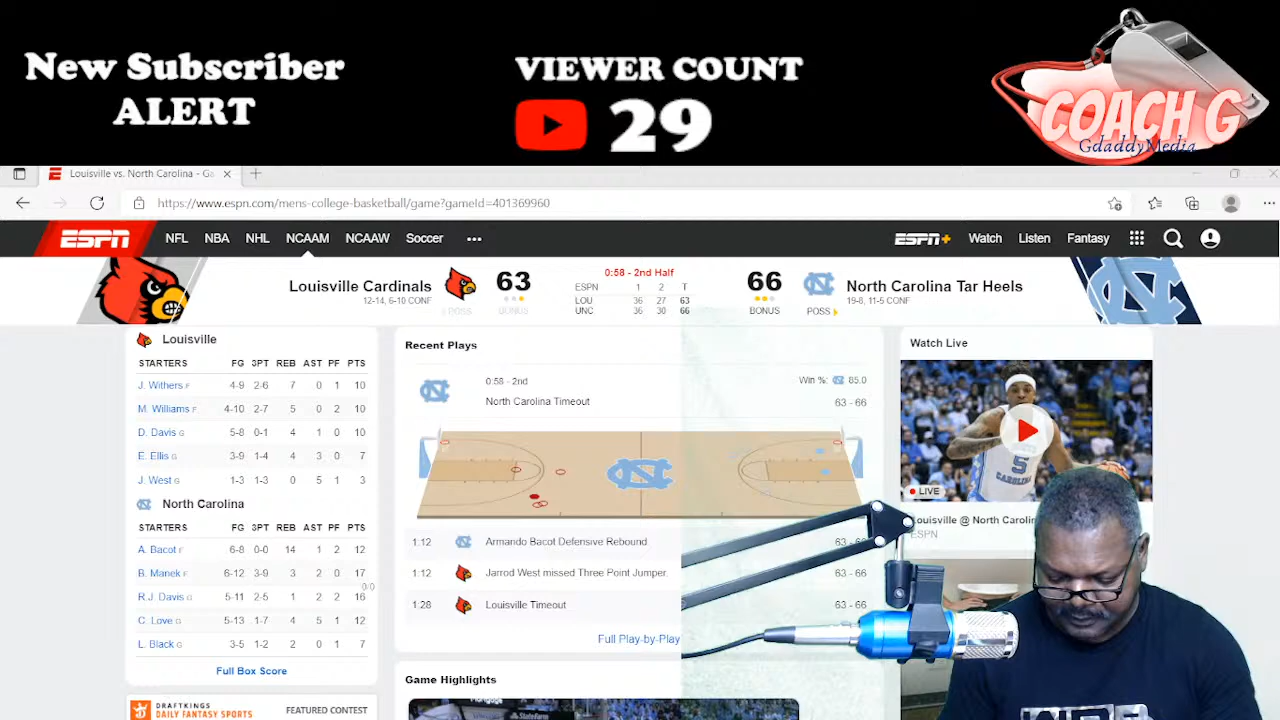 New Subscriber
ALERT
VIEWER COUNT
29
COACH G
GdaddyMedia
Louisville vs. North Carolina - Ga
https://www.espn.com/mens-college-basketball/game?gameId=401369960
ESPN NFL NBA NHL NCAAM NCAAW Soccer ... ESPN+ Watch Listen Fantasy
Louisville Cardinals 63 0:58 - 2nd Half 66 North Carolina Tar Heels
12-14, 6-10 CONF ESPN 1 2 T 19-8, 11-5 CONF
LOU 36 27 63
UNC 36 30 66
POSS BONUS BONUS POSS
Louisville
STARTERS FG 3PT REB AST PF PTS
J. Withers F 4-9 2-6 7 0 1 10
M. Williams F 4-10 2-7 5 0 2 10
D. Davis G 5-8 0-1 4 1 0 10
E. Ellis G 3-9 1-4 4 3 0 7
J. West G 1-3 1-3 0 5 1 3
North Carolina
STARTERS FG 3PT REB AST PF PTS
A. Bacot F 6-8 0-0 14 1 2 12
B. Manek F 6-12 3-9 3 2 0 17
0/0
R.J. Davis G 5-11 2-5 1 2 2 16
C. Love G 5-13 1-7 4 5 1 12
L. Black G 3-5 1-2 2 0 1 7
Full Box Score
DRAFTKINGS
DAILY FANTASY SPORTS FEATURED CONTEST
Recent Plays
0:58 - 2nd Win %: 85.0
North Carolina Timeout 63 - 66
1:12 Armando Bacot Defensive Rebound 63 - 66
1:12 Jarrod West missed Three Point Jumper. 63 - 66
1:28 Louisville Timeout 63 - 66
Full Play-by-Play
Game Highlights
Watch Live
CAROLINA
5
LIVE
Louisville @ North Carolin
ESPN